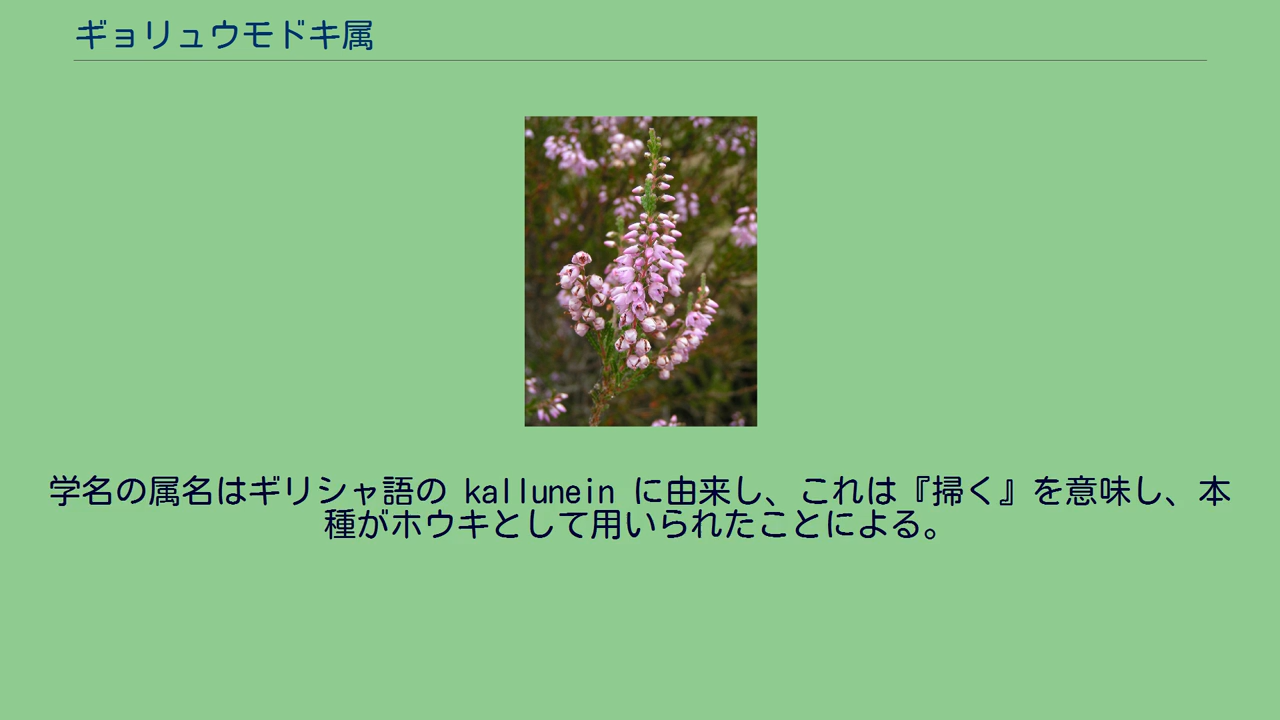 ギョリュウモドキ属
学名の属名はギリシャ語の kallunein に由来し、これは『掃く』を意味し、本
種がホウキとして用いられたことによる。